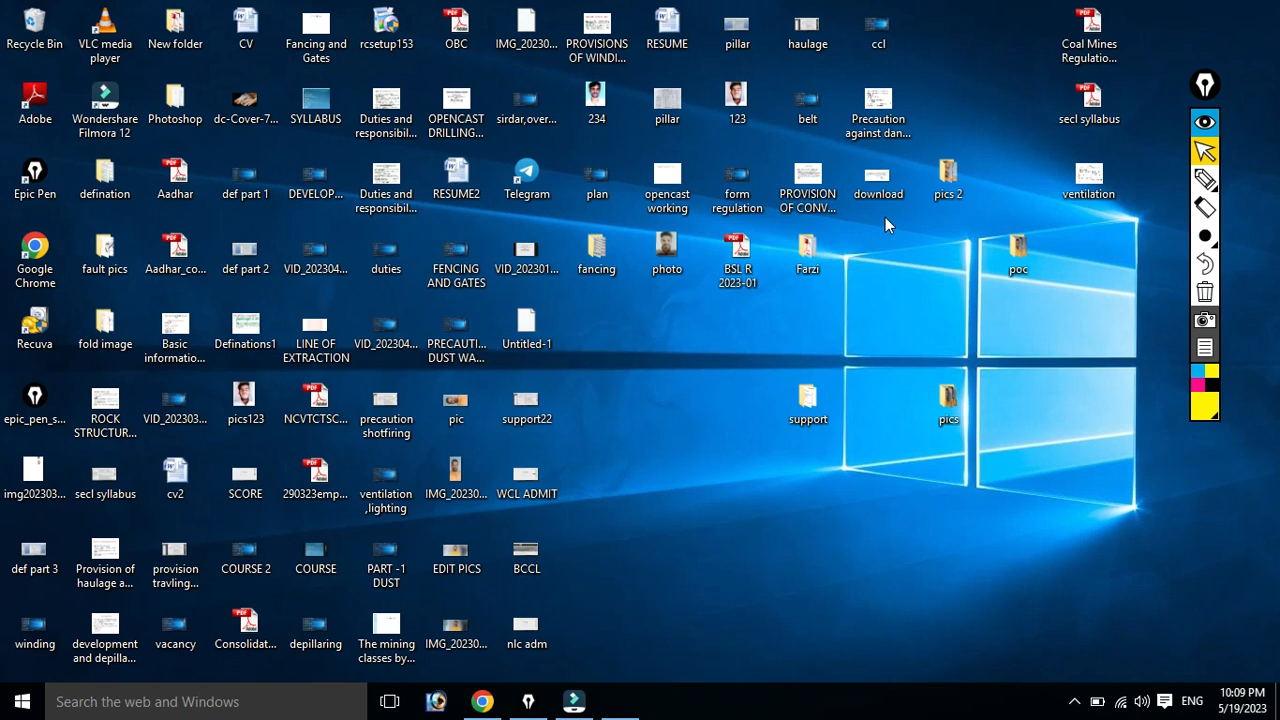 Recycle Bin
VLC media
player
New folder
CV
Fancing and
Gates
rcsetup153
OBC
IMG_20230...
PROVISIONS
OF WINDI...
RESUME
pillar
haulage
ccl
Coal Mines
Regulatio...
Adobe
Wondershare
Filmora 12
Photoshop
dc-Cover-7...
SYLLABUS
Duties and
responsibil...
OPENCAST
DRILLING...
sirdar,over...
234
pillar
123
belt
Precaution
against dan...
secl syllabus
Epic Pen
defination
Aadhar
def part 1
DEVELOP...
Duties and
responsibil...
RESUME2
Telegram
plan
opencast
working
form
regulation
PROVISION
OF CONV...
download
pics 2
ventilation
Google
Chrome
fault pics
Aadhar_co...
def part 2
VID_202304...
duties
FENCING
AND GATES
VID_202301...
fancing
photo
BSL R
2023-01
Farzi
poc
Recuva
fold image
Basic
informatio...
Definations1
LINE OF
EXTRACTION
VID_202304...
PRECAUTI...
DUST WA...
Untitled-1
epic_pen_s...
ROCK
STRUCTUR...
VID_202303...
pics123
NCVTCTSC...
precaution
shotfiring
pic
support22
support
pics
img202303...
secl syllabus
cv2
SCORE
290323emp...
ventilation
,lighting
IMG_20230...
WCL ADMIT
def part 3
Provision of
haulage a...
provision
travling...
COURSE 2
COURSE
PART -1
DUST
EDIT PICS
BCCL
winding
development
and depilla...
vacancy
Consolidat...
depillaring
The mining
classes by...
IMG_20230...
nlc adm
Search the web and Windows
ENG
10:09 PM
5/19/2023